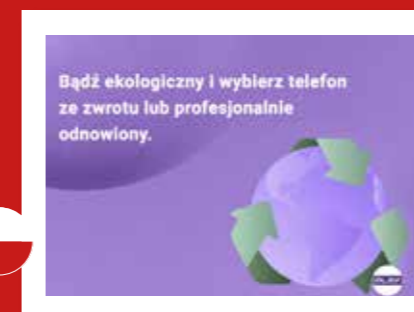 Bądź ekologiczny i wybierz telefon
ze zwrotu lub profesjonalnie
odnowiony.